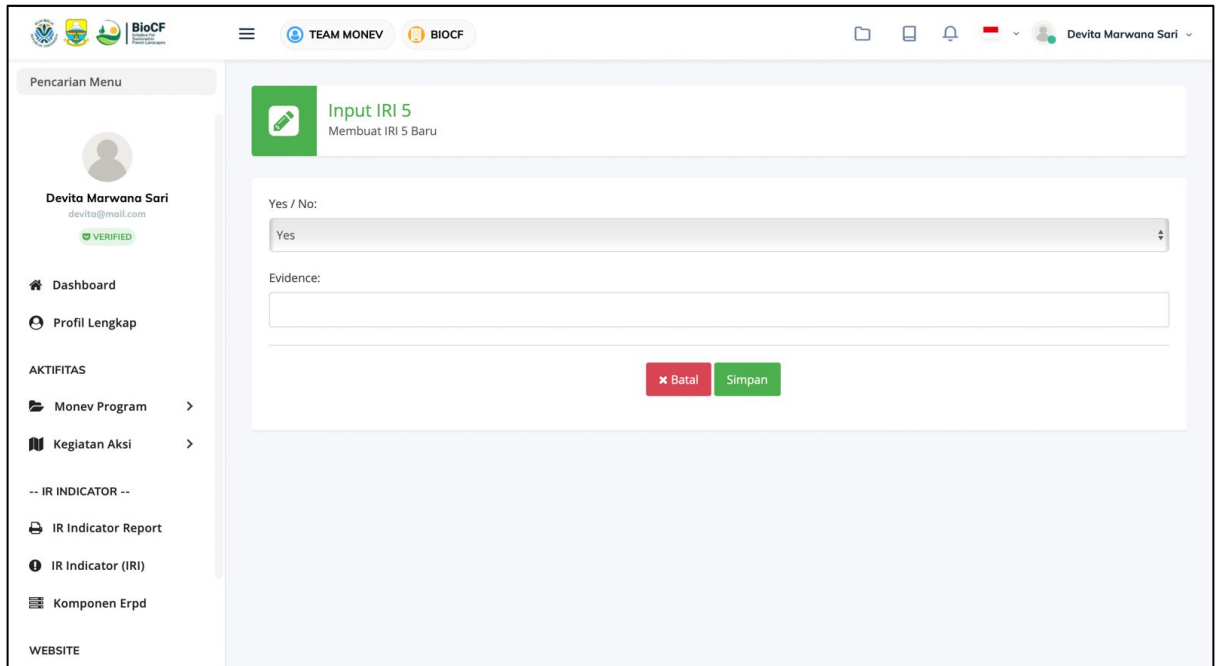 BioCF
TEAM MONEV
BIOCF
Devita Marwana Sari
Pencarian Menu
Devita Marwana Sari
devita@mail.com
VERIFIED
Dashboard
Profil Lengkap
AKTIFITAS
Monev Program
Kegiatan Aksi
-- IR INDICATOR --
IR Indicator Report
IR Indicator (IRI)
Komponen Erpd
WEBSITE
Input IRI 5
Membuat IRI 5 Baru
Yes / No:
Yes
Evidence:
Batal
Simpan